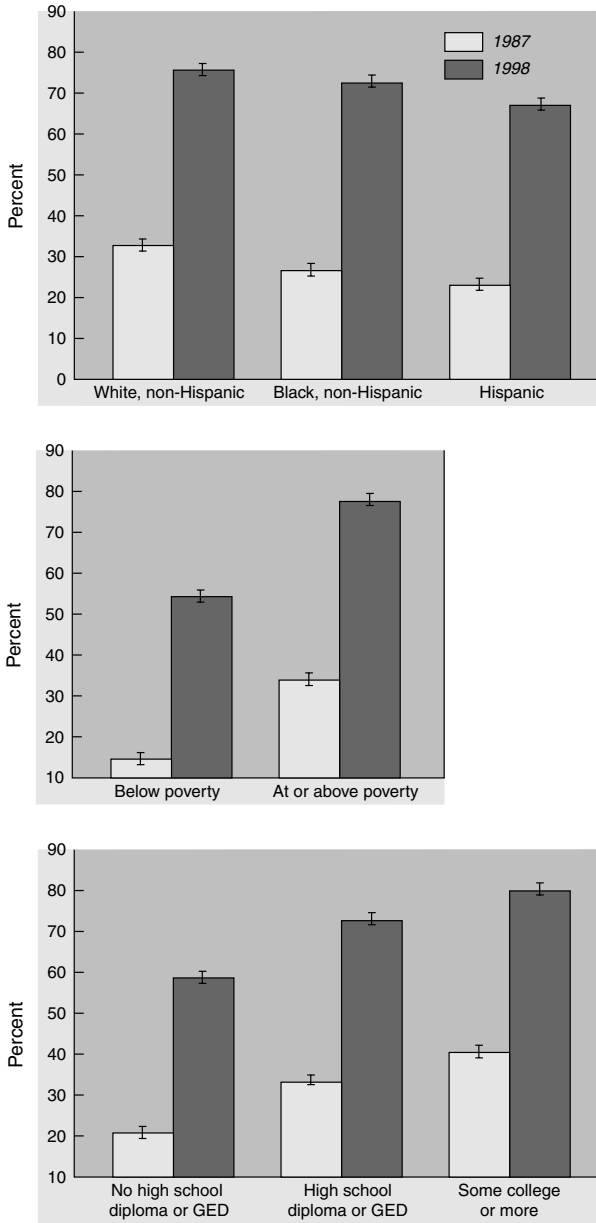 90
80
70
60
50
40
30
20
10
0
Percent
1987
1998
White, non-Hispanic
Black, non-Hispanic
Hispanic
90
80
70
60
50
40
30
20
10
Percent
Below poverty
At or above poverty
90
80
70
60
50
40
30
20
10
Percent
No high school
diploma or GED
High school
diploma or GED
Some college
or more